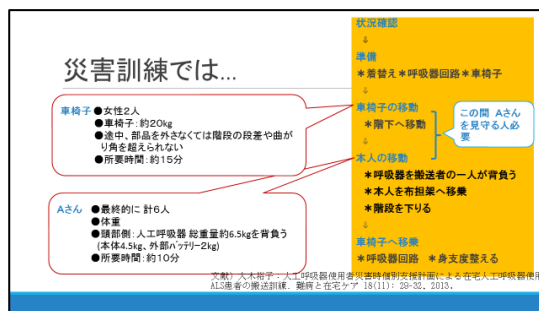 災害訓練では…
車椅子 ●女性2人
●車椅子：約20kg
●途中、部品を外さなくては階段の段差や曲が
り角を超えられない
●所要時間：約15分
Aさん ●最終的に 計6人
●体重
●頭部側：人工呼吸器 総重量約6.5kgを背負う
(本体4.5kg、外部バッテリー2kg)
●所要時間：約10分
状況確認
⇓
準備
＊着替え＊呼吸器回路＊車椅子
⇓
車椅子の移動
＊階下へ移動
⇓
本人の移動
＊呼吸器を搬送者の一人が背負う
＊本人を布担架へ移乗
＊階段を下りる
⇓
車椅子へ移乗
＊呼吸器回路 ＊身支度整える
この間 Aさん
を見守る人必
要
文献）大木裕子：人工呼吸器使用者災害時個別支援計画による在宅人工呼吸器使用
ALS患者の搬送訓練．難病と在宅ケア 18(11)：29-32，2013．